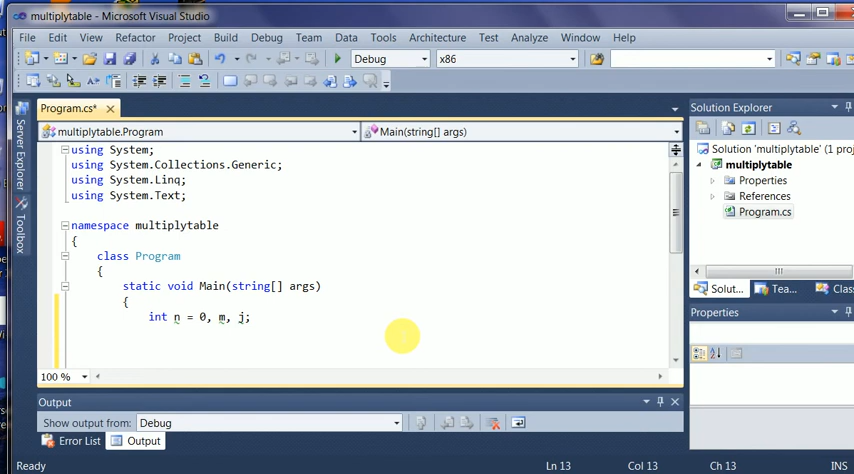 multiplytable - Microsoft Visual Studio
File Edit View Refactor Project Build Debug Team Data Tools Architecture Test Analyze Window Help
Debug x86
Program.cs* Solution Explorer
multiplytable.Program Main(string[] args)
Server Explorer
Toolbox
using System;
using System.Collections.Generic;
using System.Linq;
using System.Text;
namespace multiplytable
{
class Program
{
static void Main(string[] args)
{
int n = 0, m, j;
100 %
Solution 'multiplytable' (1 proj
multiplytable
Properties
References
Program.cs
Solut... Tea... Class
Properties
Output
Show output from: Debug
Error List Output
Ready Ln 13 Col 13 Ch 13 INS